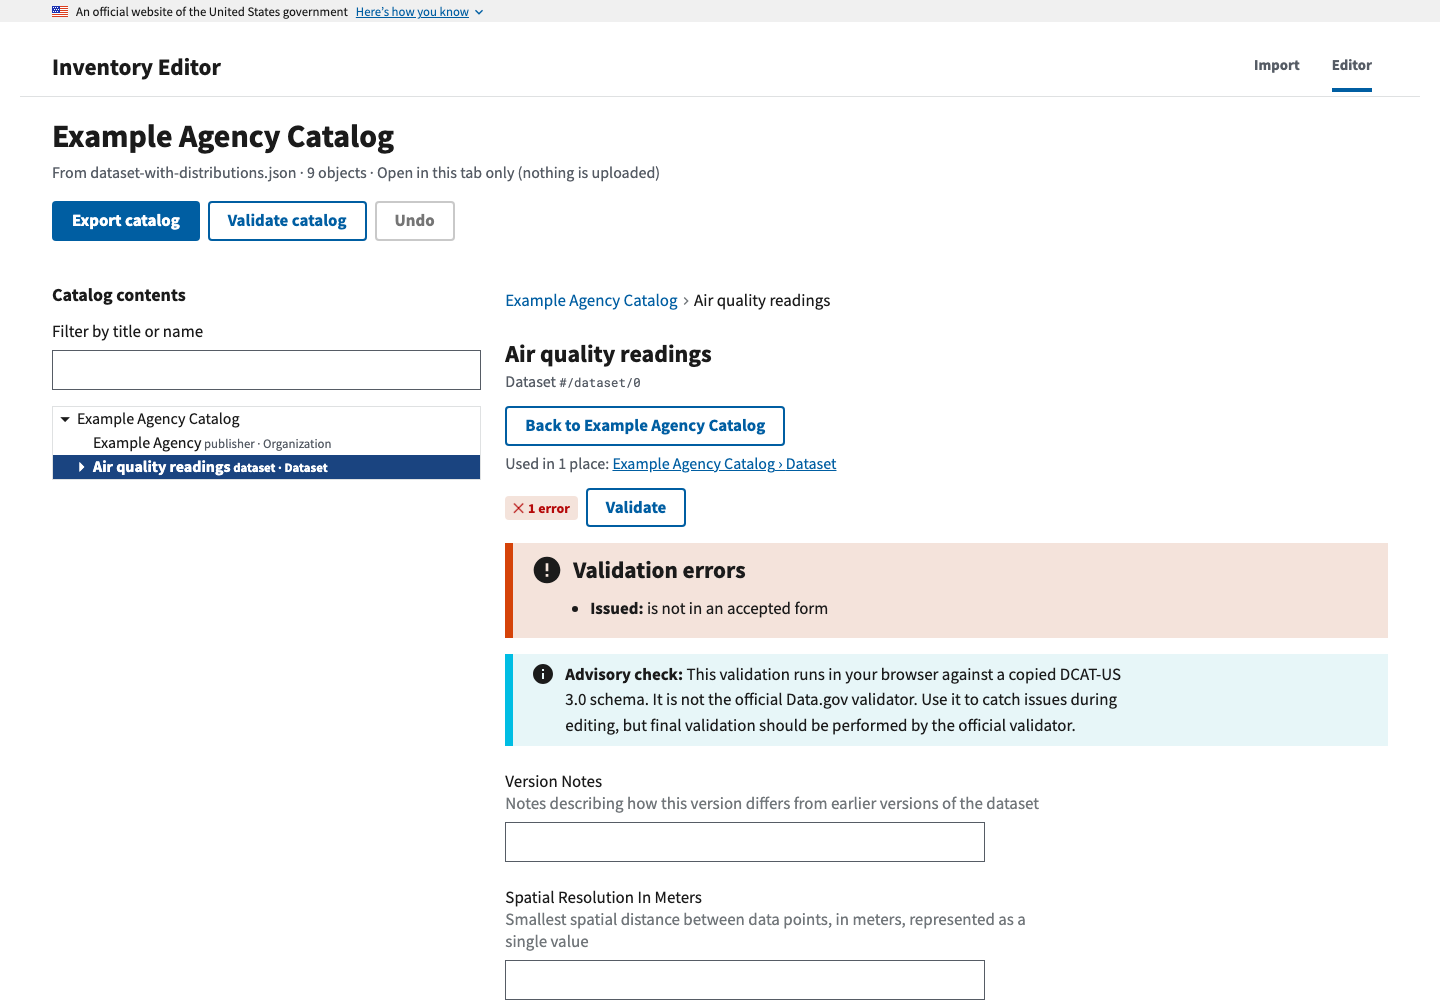 An official website of the United States government Here's how you know
Inventory Editor
Import Editor
Example Agency Catalog
From dataset-with-distributions.json · 9 objects · Open in this tab only (nothing is uploaded)
Export catalog Validate catalog Undo
Catalog contents
Filter by title or name
Example Agency Catalog
Example Agency publisher · Organization
Air quality readings dataset · Dataset
Example Agency Catalog › Air quality readings
Air quality readings
Dataset #/dataset/0
Back to Example Agency Catalog
Used in 1 place: Example Agency Catalog › Dataset
1 error Validate
Validation errors
• Issued: is not in an accepted form
Advisory check: This validation runs in your browser against a copied DCAT-US
3.0 schema. It is not the official Data.gov validator. Use it to catch issues during
editing, but final validation should be performed by the official validator.
Version Notes
Notes describing how this version differs from earlier versions of the dataset
Spatial Resolution In Meters
Smallest spatial distance between data points, in meters, represented as a
single value